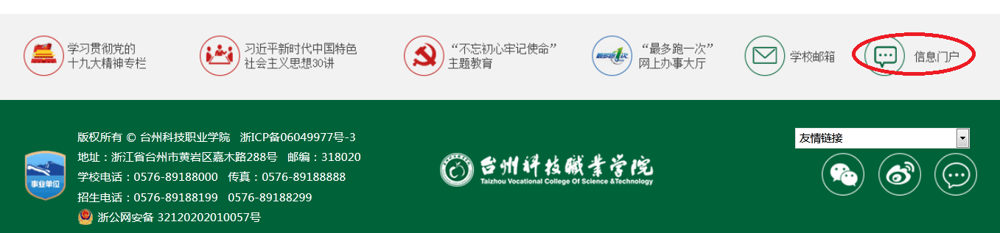 学习贯彻党的
十九大精神专栏
习近平新时代中国特色
社会主义思想30讲
“不忘初心牢记使命”
主题教育
最多跑1次
“最多跑一次”
网上办事大厅
学校邮箱
信息门户
版权所有 © 台州科技职业学院 浙ICP备06049977号-3
地址：浙江省台州市黄岩区嘉木路288号 邮编：318020
学校电话：0576-89188000 传真：0576-89188888
招生电话：0576-89188199 0576-89188299
浙公网安备 32120202010057号
事业单位
台州科技職業学院
Taizhou Vocational College Of Science &Technology
友情链接